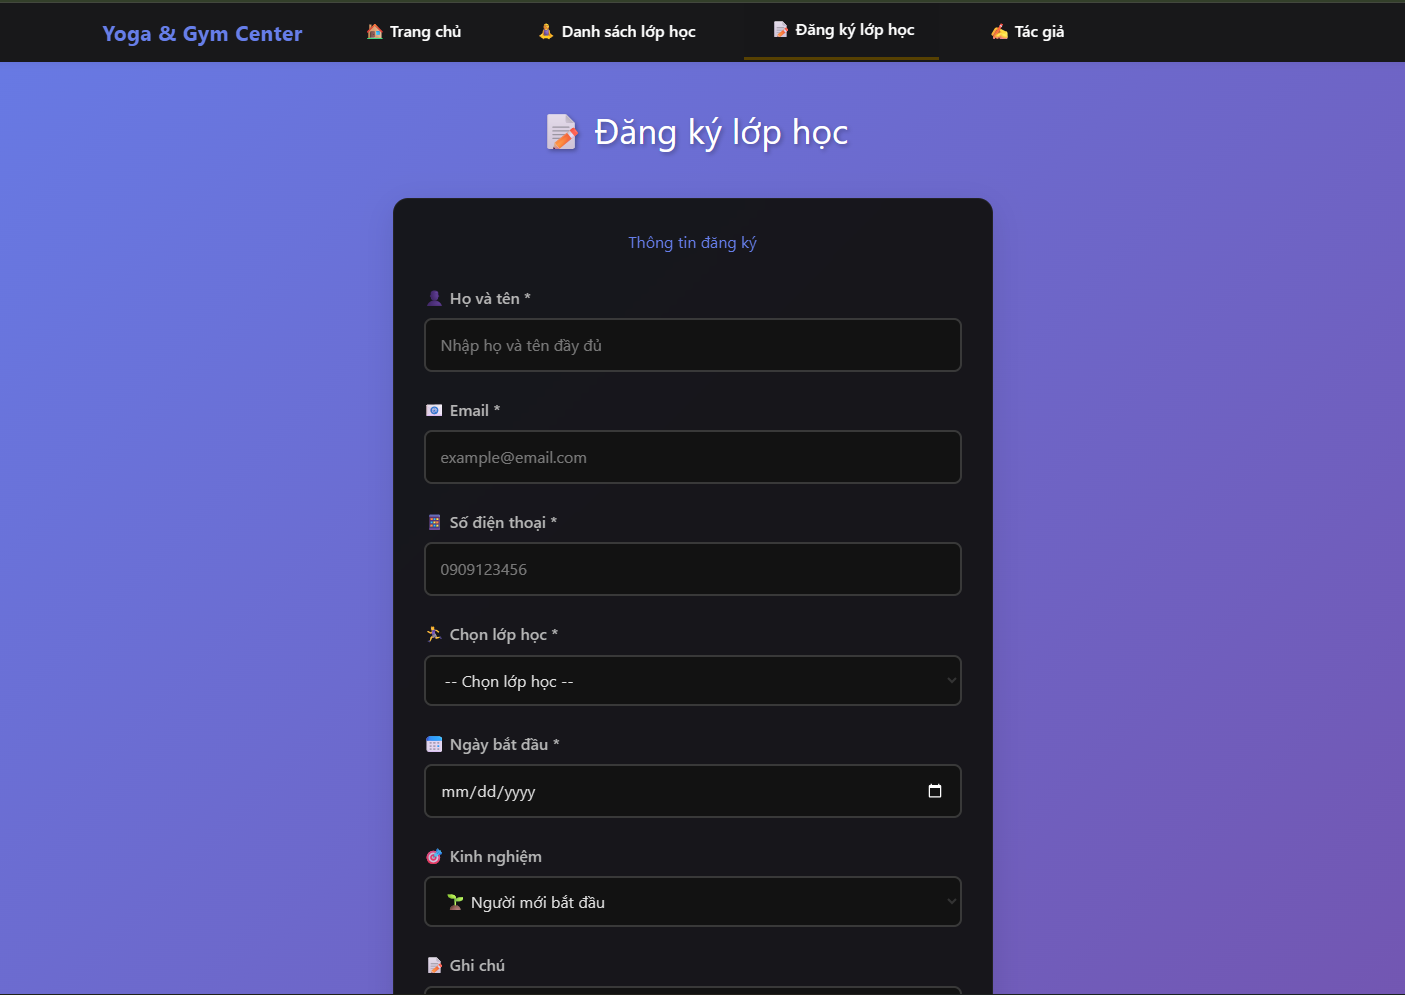 Yoga & Gym Center
Trang chủ
Danh sách lớp học
Đăng ký lớp học
Tác giả
Đăng ký lớp học
Thông tin đăng ký
Họ và tên *
Nhập họ và tên đầy đủ
Email *
example@email.com
Số điện thoại *
0909123456
Chọn lớp học *
-- Chọn lớp học --
Ngày bắt đầu *
mm/dd/yyyy
Kinh nghiệm
Người mới bắt đầu
Ghi chú